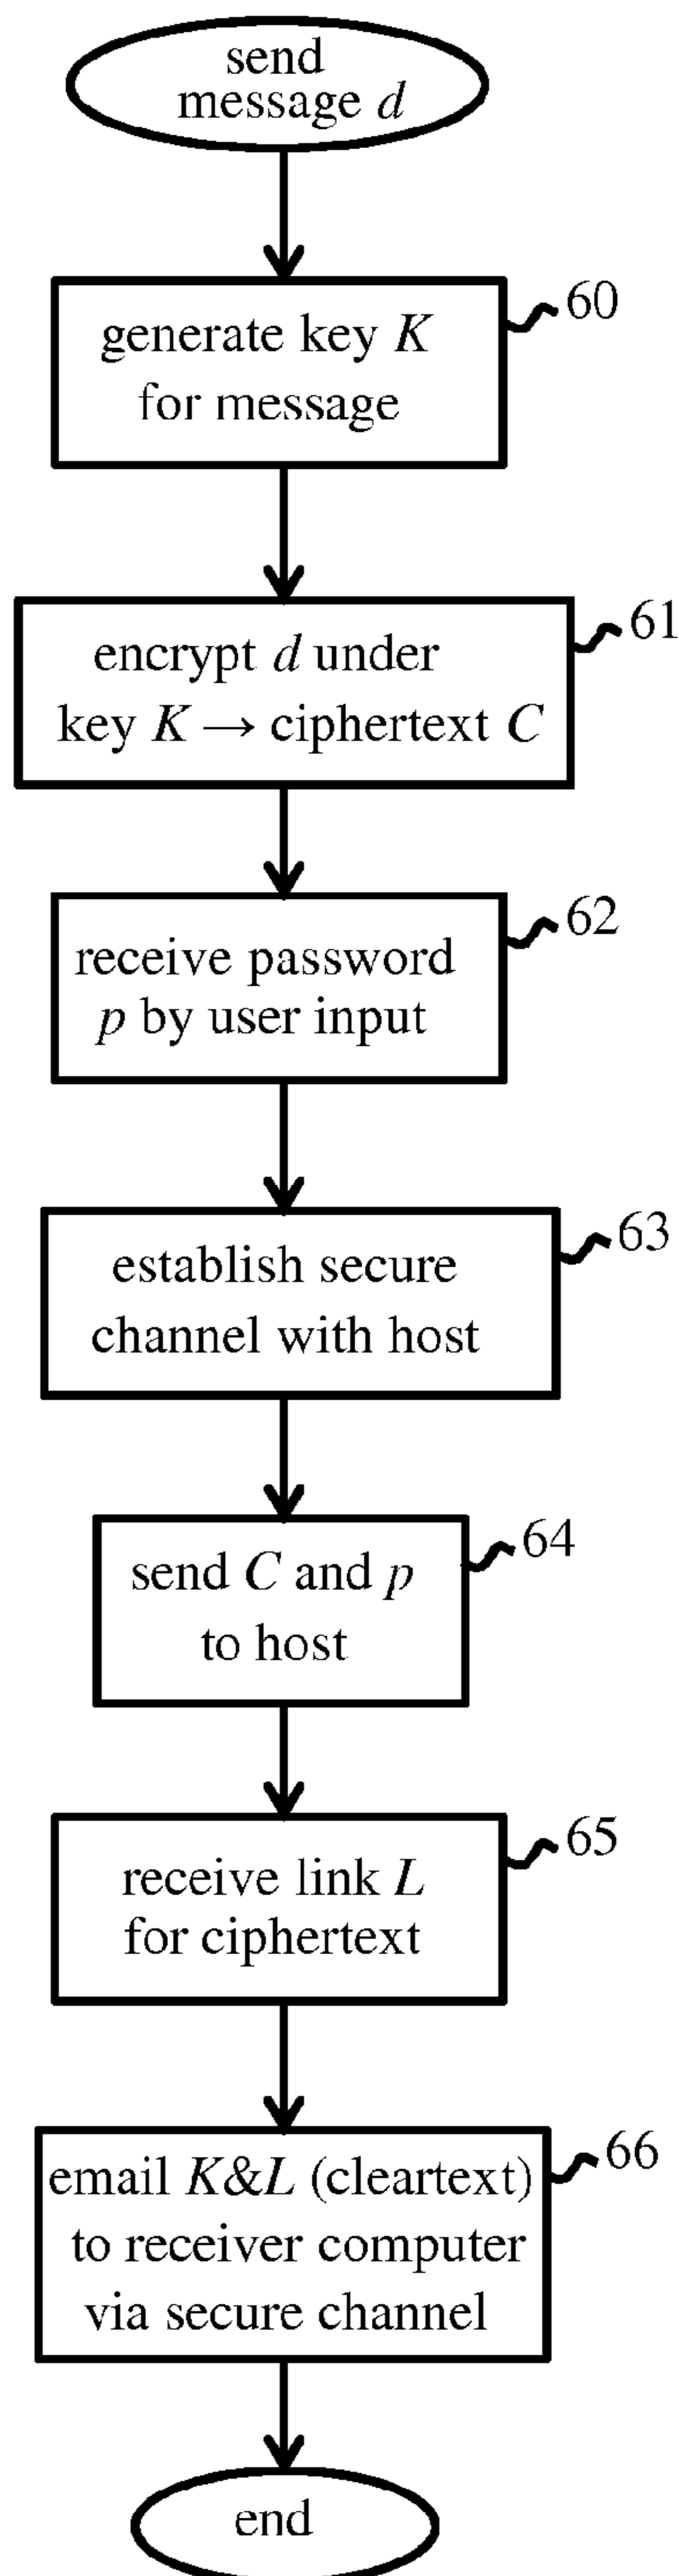 send
message d
60
generate key K
for message
61
encrypt d under
key K → ciphertext C
62
receive password
p by user input
63
establish secure
channel with host
64
send C and p
to host
65
receive link L
for ciphertext
66
email K&L (cleartext)
to receiver computer
via secure channel
end